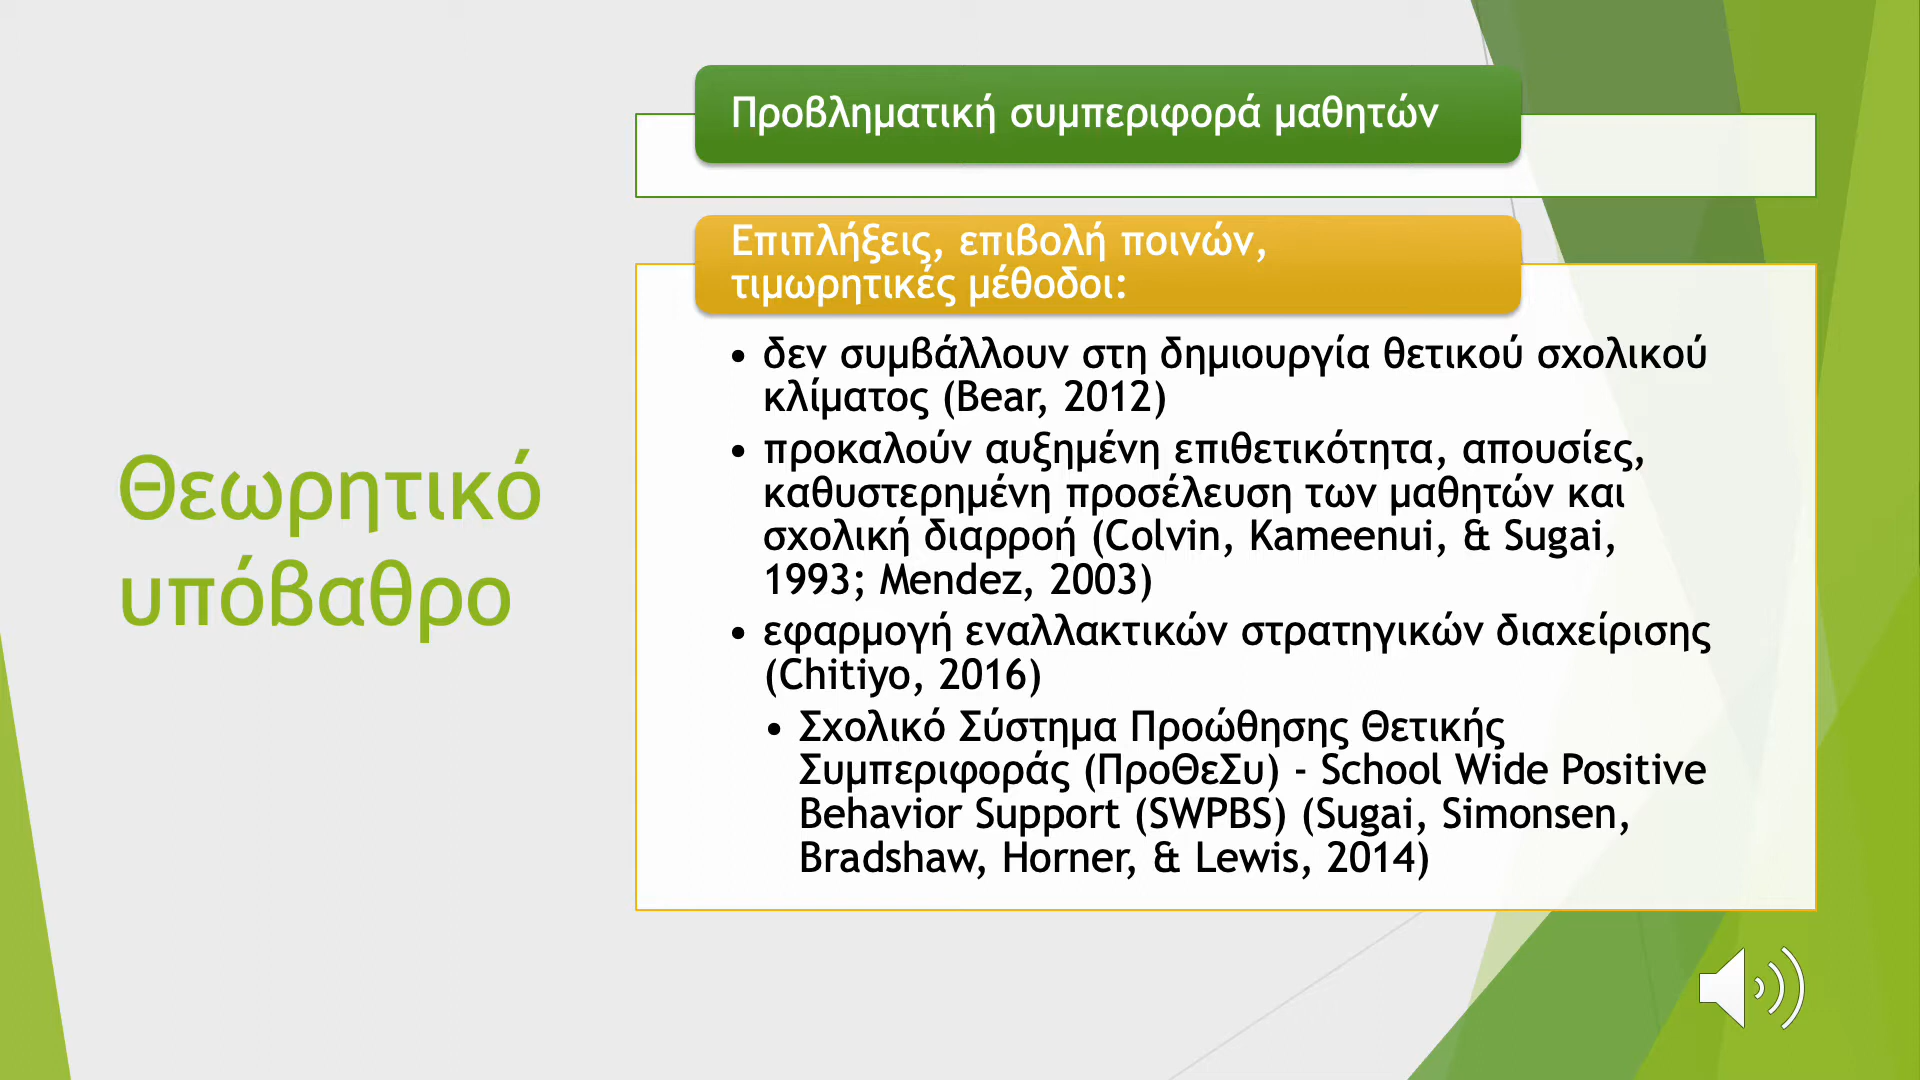 Θεωρητικό
υπόβαθρο
Προβληματική συμπεριφορά μαθητών
Επιπλήξεις, επιβολή ποινών,
τιμωρητικές μέθοδοι:
• δεν συμβάλλουν στη δημιουργία θετικού σχολικού
κλίματος (Bear, 2012)
• προκαλούν αυξημένη επιθετικότητα, απουσίες,
καθυστερημένη προσέλευση των μαθητών και
σχολική διαρροή (Colvin, Kameenui, & Sugai,
1993; Mendez, 2003)
• εφαρμογή εναλλακτικών στρατηγικών διαχείρισης
(Chitiyo, 2016)
• Σχολικό Σύστημα Προώθησης Θετικής
Συμπεριφοράς (ΠροΘεΣυ) - School Wide Positive
Behavior Support (SWPBS) (Sugai, Simonsen,
Bradshaw, Horner, & Lewis, 2014)